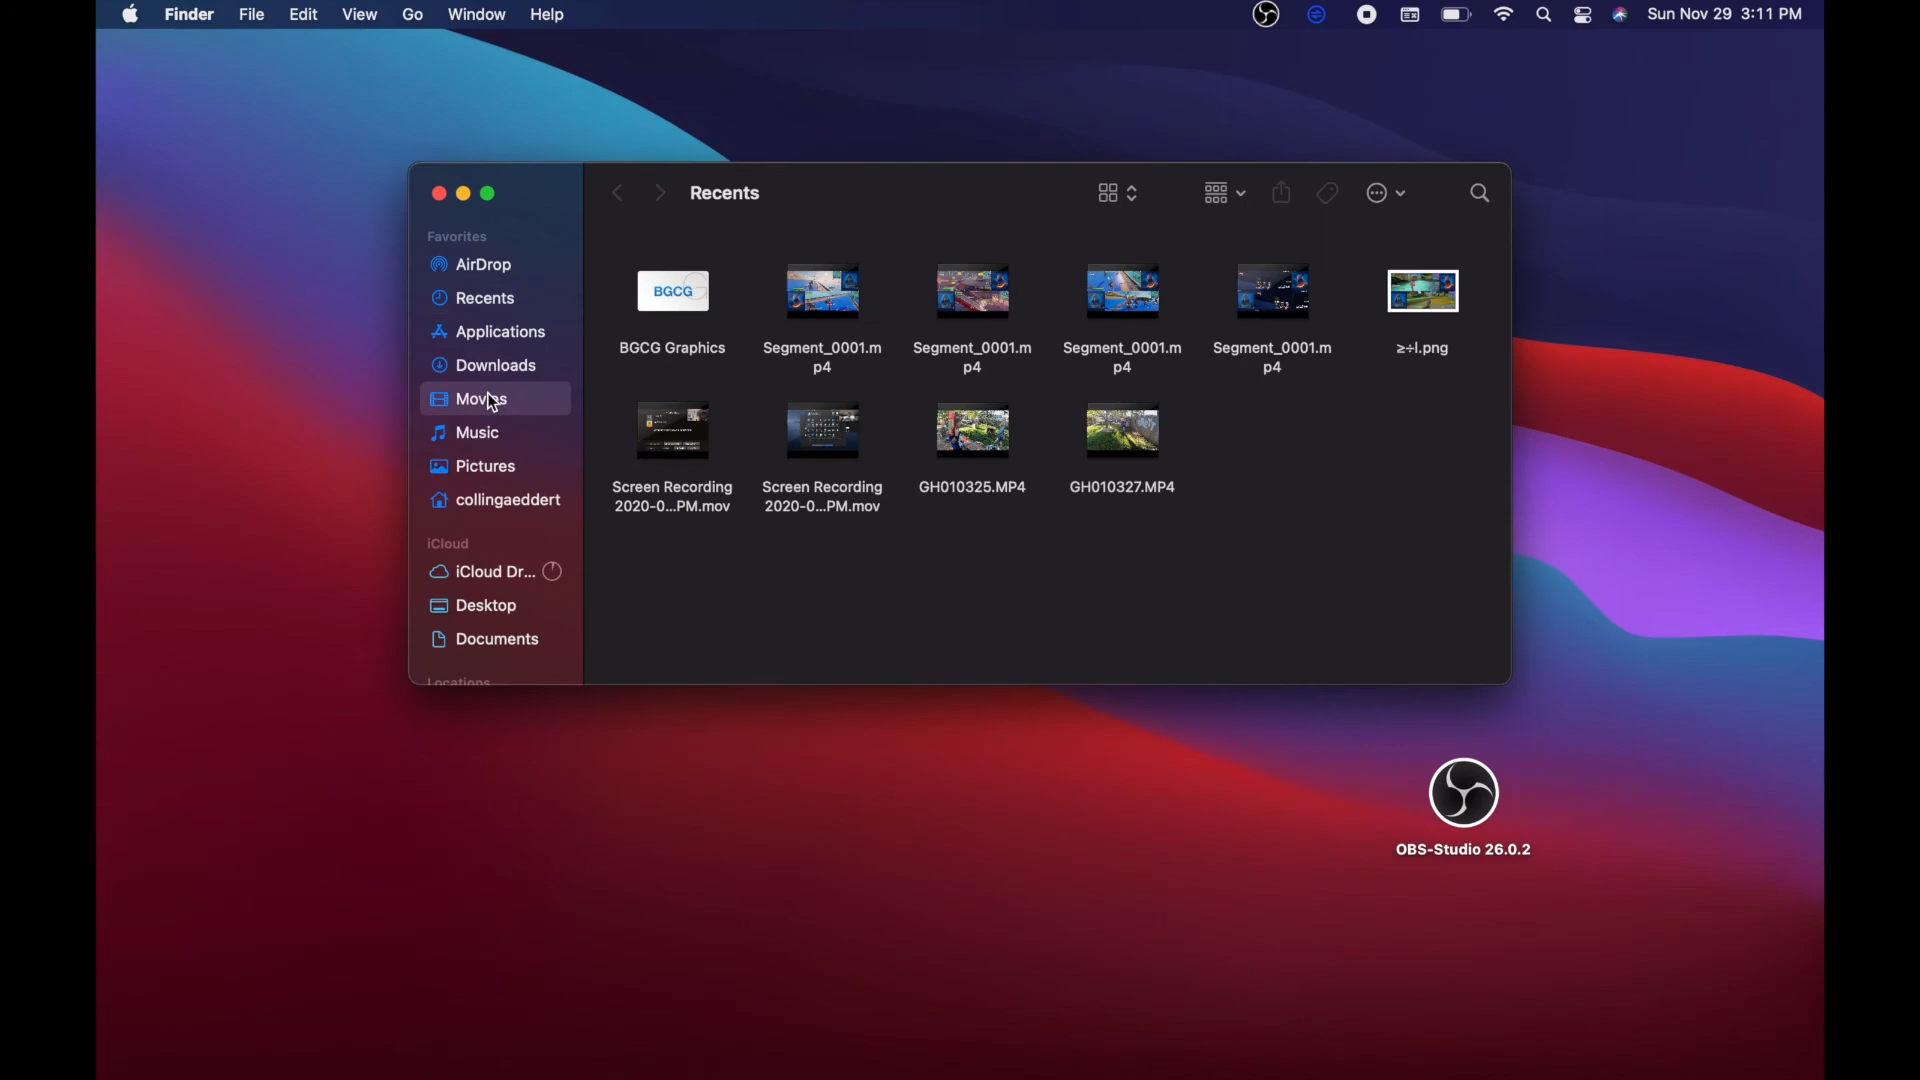 Finder File Edit View Go Window Help
Sun Nov 29 3:11 PM
Recents
Favorites
AirDrop
Recents
Applications
Downloads
Movies
Music
Pictures
collingaeddert
iCloud
iCloud Dr...
Desktop
Documents
Locations
BGCG
BGCG Graphics
Segment_0001.m
p4
Segment_0001.m
p4
Segment_0001.m
p4
Segment_0001.m
p4
≥÷l.png
Screen Recording
2020-0...PM.mov
Screen Recording
2020-0...PM.mov
GH010325.MP4
GH010327.MP4
OBS-Studio 26.0.2